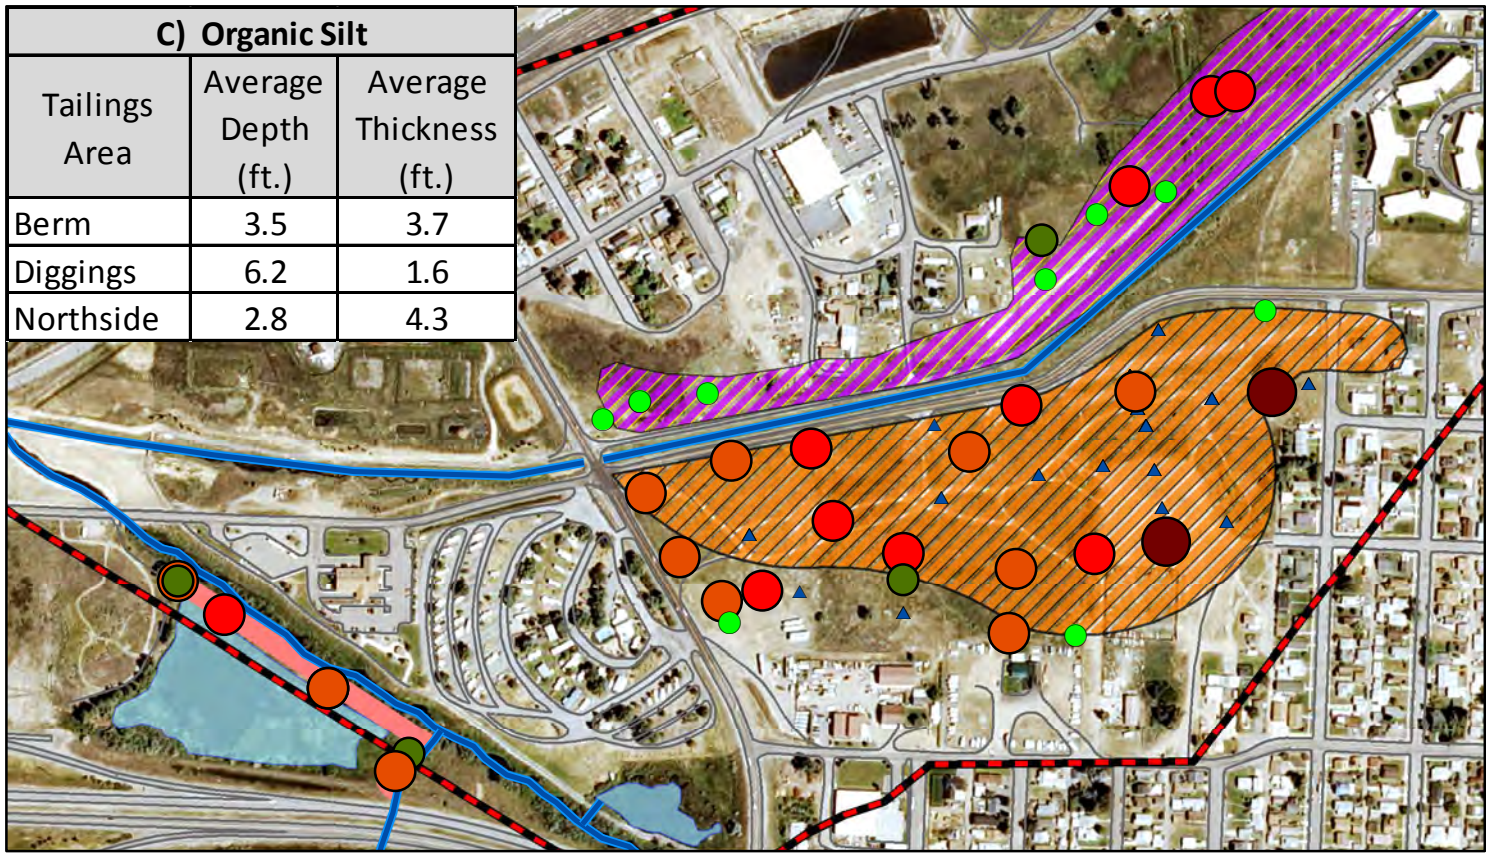 C) Organic Silt
Tailings Area
Average Depth (ft.)
Average Thickness (ft.)
Berm 3.5 3.7
Diggings 6.2 1.6
Northside 2.8 4.3